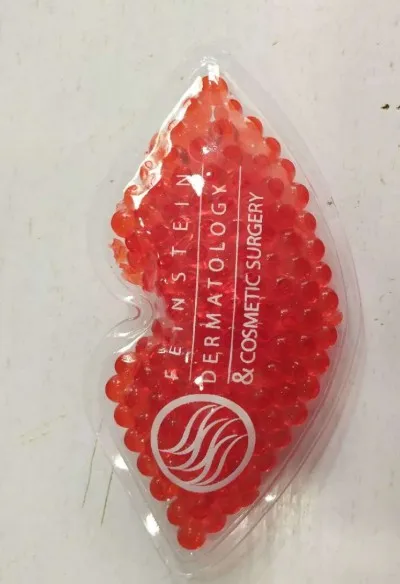 FEINSTEIN
DERMATOLOGY
& COSMETIC SURGERY